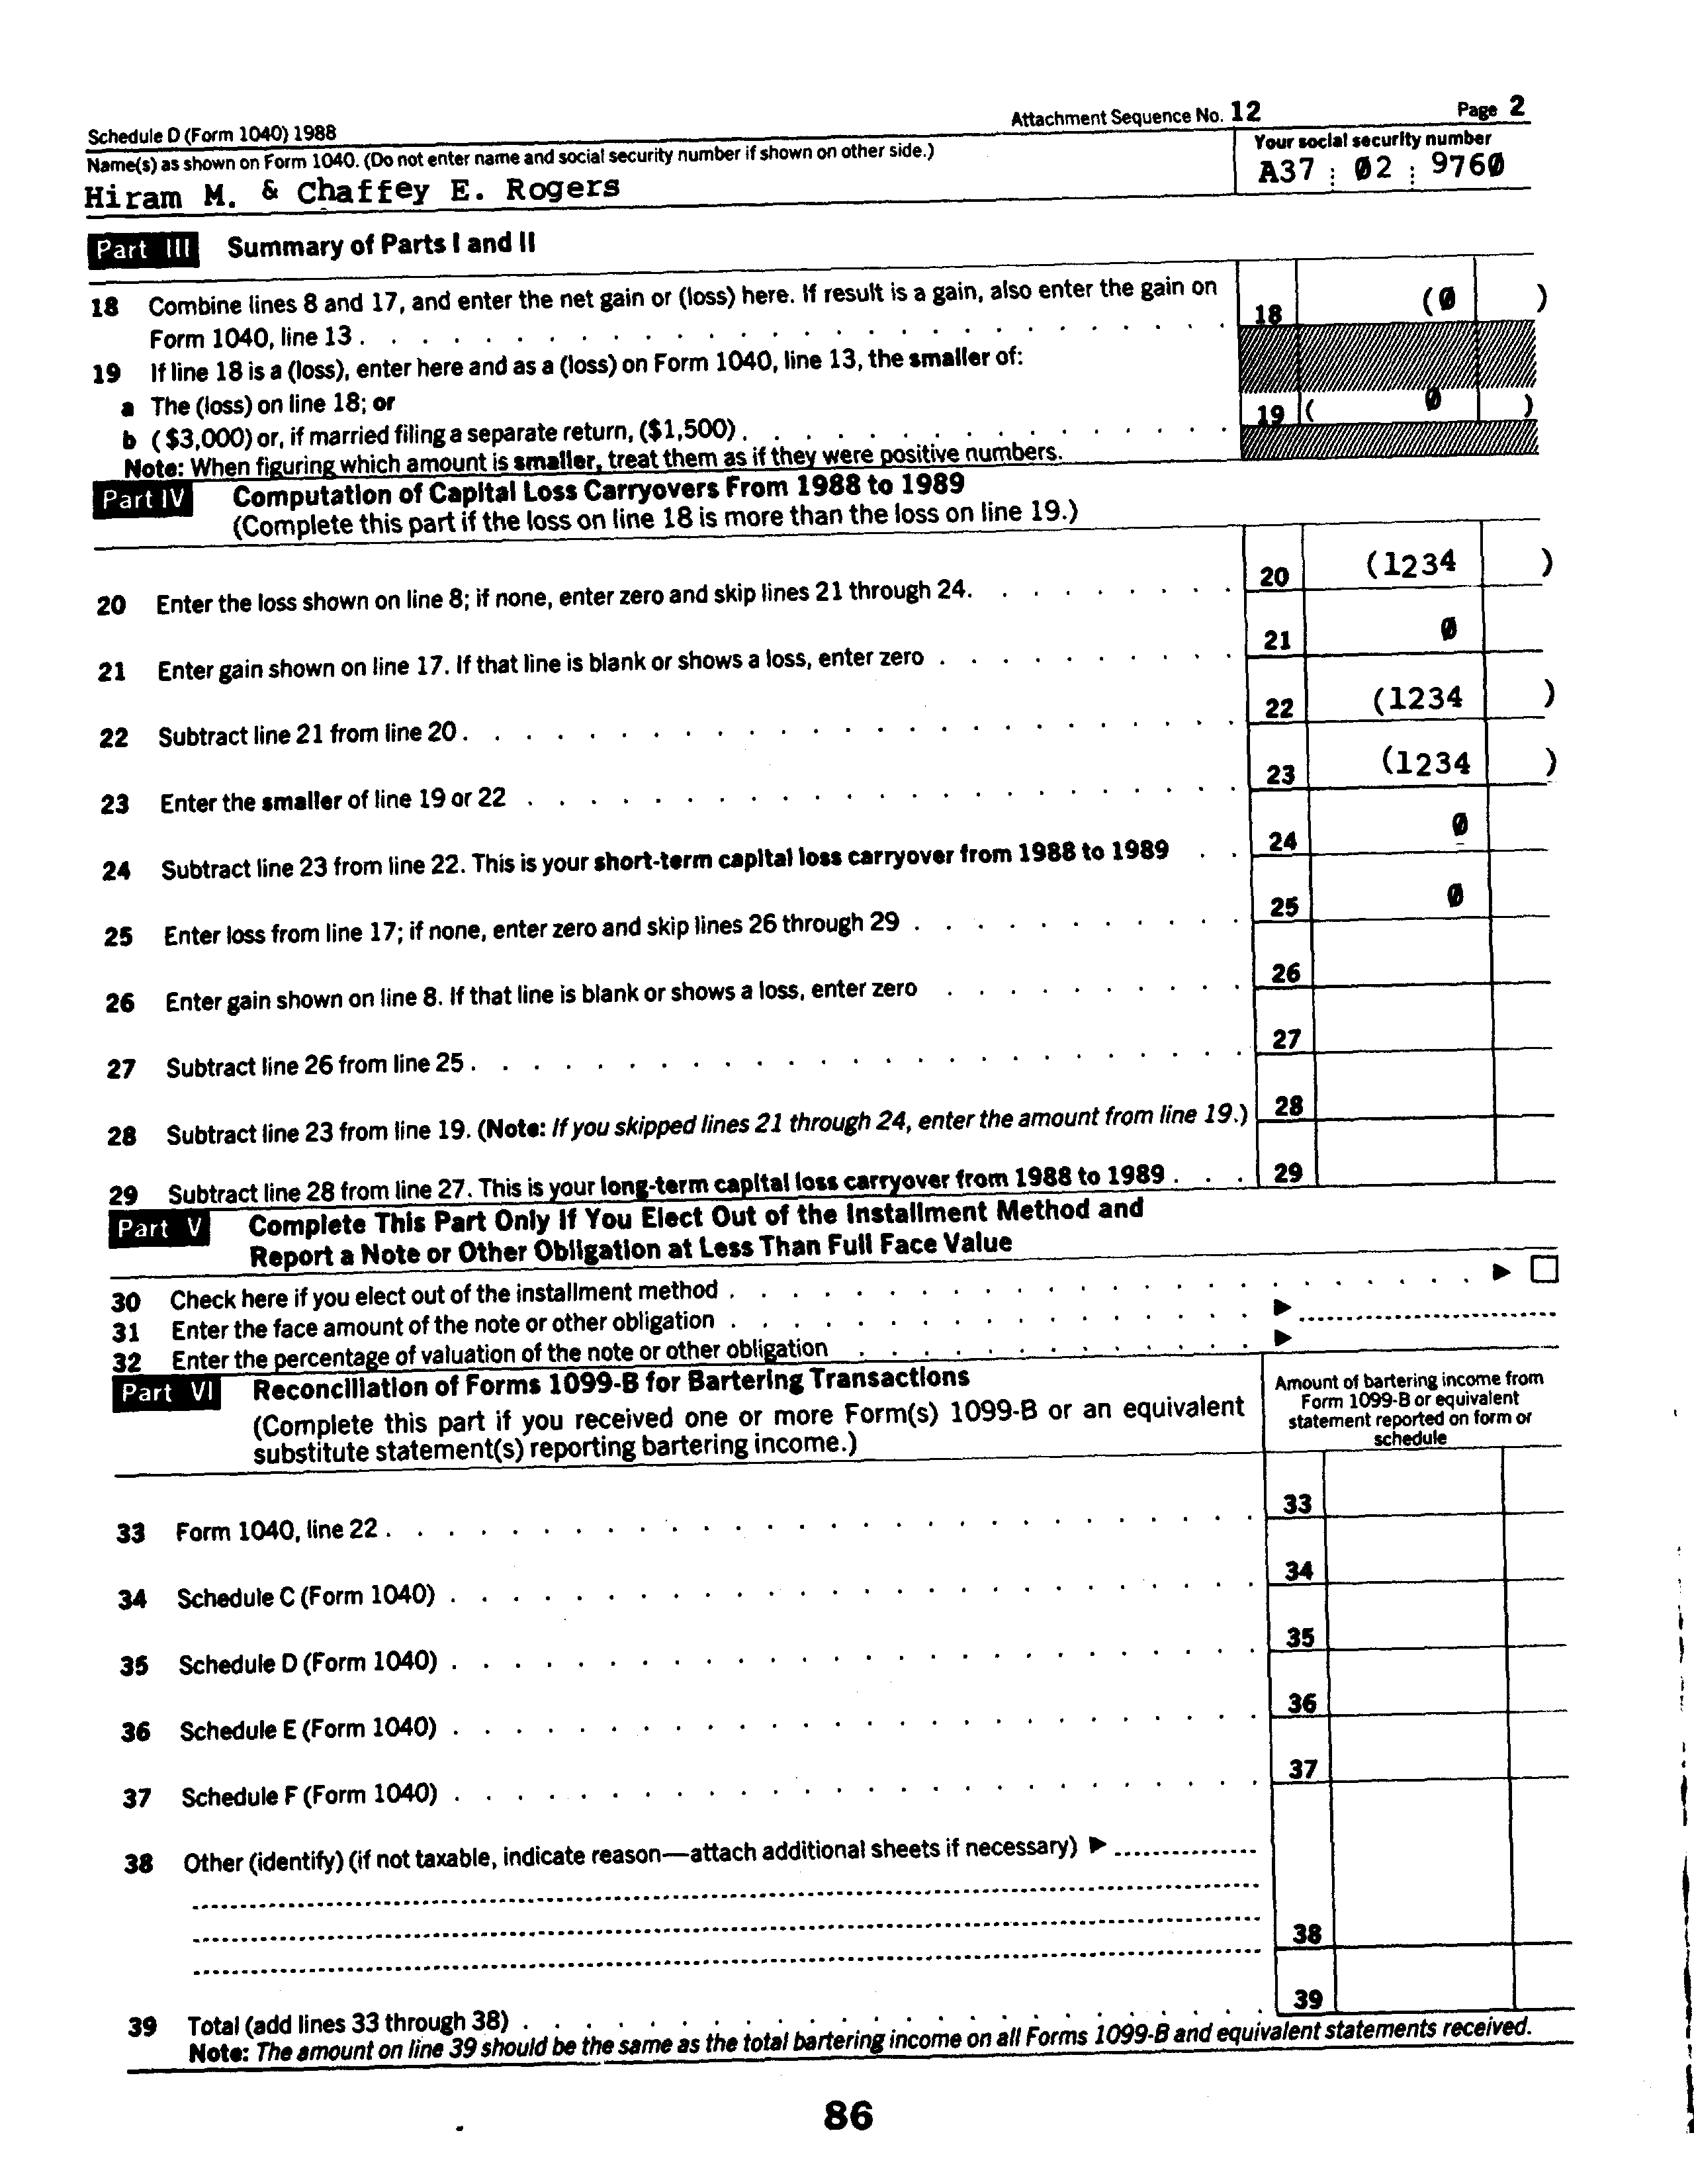 Schedule D (Form 1040) 1988 Attachment Sequence No. 12 Page 2
Name(s) as shown on Form 1040. (Do not enter name and social security number if shown on other side.) Your social security number
Hiram M. & Chaffey E. Rogers A37 : 02 : 9760
Part III Summary of Parts I and II
18 Combine lines 8 and 17, and enter the net gain or (loss) here. If result is a gain, also enter the gain on
Form 1040, line 13 . . . . . . . . . . . . . . . . . . . . . . . . . . . 18 (0 )
19 If line 18 is a (loss), enter here and as a (loss) on Form 1040, line 13, the smaller of:
a The (loss) on line 18; or
b ($3,000) or, if married filing a separate return, ($1,500) . . . . . . . . . . . . . . . . 19 ( 0 )
Note: When figuring which amount is smaller, treat them as if they were positive numbers.
Part IV Computation of Capital Loss Carryovers From 1988 to 1989
(Complete this part if the loss on line 18 is more than the loss on line 19.)
20 Enter the loss shown on line 8; if none, enter zero and skip lines 21 through 24. . . . . . . . . 20 (1234 )
21 Enter gain shown on line 17. If that line is blank or shows a loss, enter zero . . . . . . . . . . 21 0
22 Subtract line 21 from line 20 . . . . . . . . . . . . . . . . . . . . . . . . . 22 (1234 )
23 Enter the smaller of line 19 or 22 . . . . . . . . . . . . . . . . . . . . . . . 23 (1234 )
24 Subtract line 23 from line 22. This is your short-term capital loss carryover from 1988 to 1989 . . 24 0
25 Enter loss from line 17; if none, enter zero and skip lines 26 through 29 . . . . . . . . . . . 25 0
26 Enter gain shown on line 8. If that line is blank or shows a loss, enter zero . . . . . . . . . . 26
27 Subtract line 26 from line 25 . . . . . . . . . . . . . . . . . . . . . . . . . 27
28 Subtract line 23 from line 19. (Note: If you skipped lines 21 through 24, enter the amount from line 19.) 28
29 Subtract line 28 from line 27. This is your long-term capital loss carryover from 1988 to 1989 . . . 29
Part V Complete This Part Only If You Elect Out of the Installment Method and
Report a Note or Other Obligation at Less Than Full Face Value
30 Check here if you elect out of the installment method . . . . . . . . . . . . . . . . . . . . . . . . ► □
31 Enter the face amount of the note or other obligation . . . . . . . . . . . . . . . . . ►
32 Enter the percentage of valuation of the note or other obligation . . . . . . . . . . . . . ►
Part VI Reconciliation of Forms 1099-B for Bartering Transactions
(Complete this part if you received one or more Form(s) 1099-B or an equivalent
substitute statement(s) reporting bartering income.)
Amount of bartering income from
Form 1099-B or equivalent
statement reported on form or
schedule
33 Form 1040, line 22 . . . . . . . . . . . . . . . . . . . . . . . . . . . . 33
34 Schedule C (Form 1040) . . . . . . . . . . . . . . . . . . . . . . . . . . 34
35 Schedule D (Form 1040) . . . . . . . . . . . . . . . . . . . . . . . . . . 35
36 Schedule E (Form 1040) . . . . . . . . . . . . . . . . . . . . . . . . . . 36
37 Schedule F (Form 1040) . . . . . . . . . . . . . . . . . . . . . . . . . . 37
38 Other (identify) (if not taxable, indicate reason—attach additional sheets if necessary) ► ...............
38
39 Total (add lines 33 through 38) . . . . . . . . . . . . . . . . . . . . . . . . 39
Note: The amount on line 39 should be the same as the total bartering income on all Forms 1099-B and equivalent statements received.
86